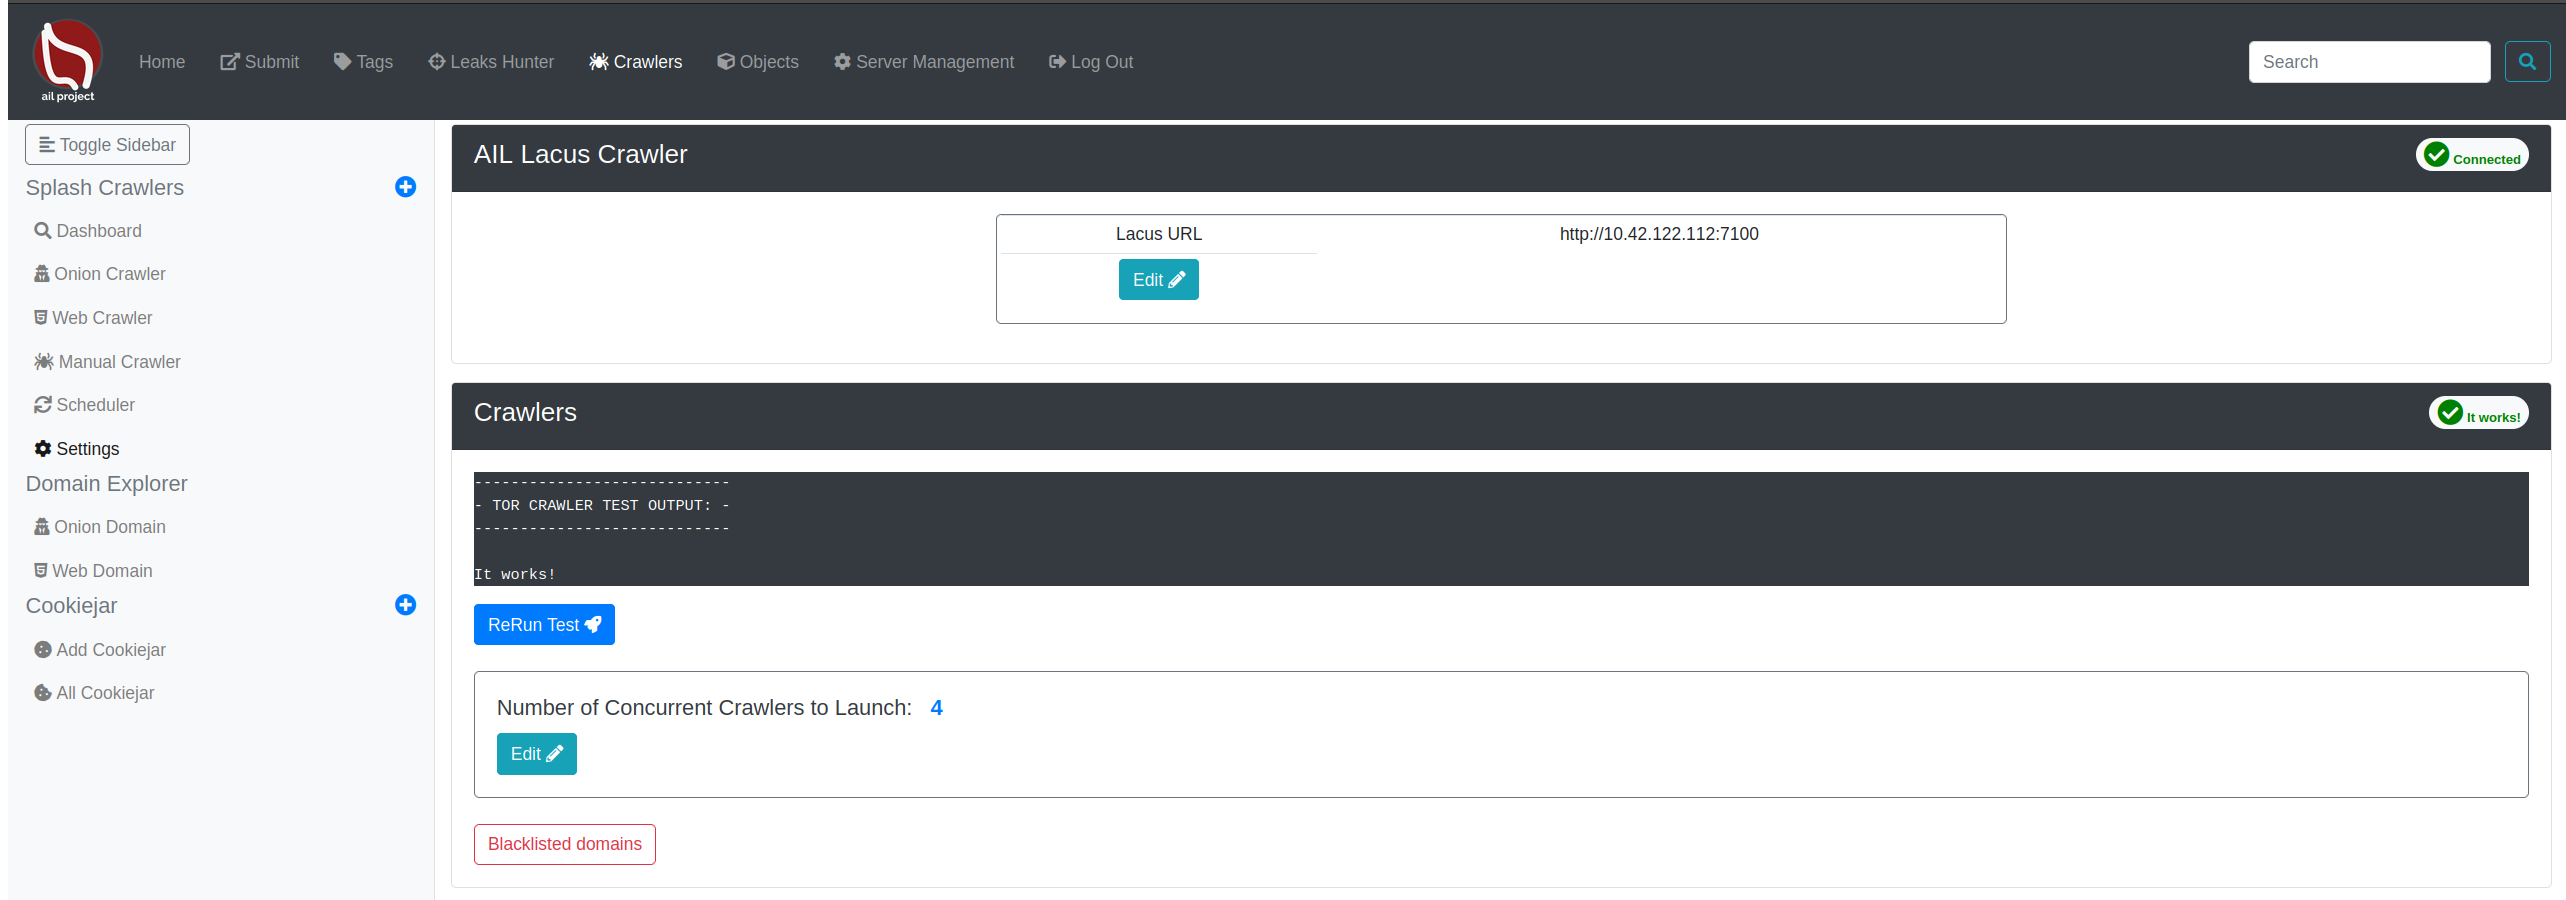 ail project
Home
Submit
Tags
Leaks Hunter
Crawlers
Objects
Server Management
Log Out
Search
Toggle Sidebar
Splash Crawlers
Dashboard
Onion Crawler
Web Crawler
Manual Crawler
Scheduler
Settings
Domain Explorer
Onion Domain
Web Domain
Cookiejar
Add Cookiejar
All Cookiejar
AIL Lacus Crawler
Connected
Lacus URL
http://10.42.122.112:7100
Edit
Crawlers
It works!
----------------------------
- TOR CRAWLER TEST OUTPUT: -
----------------------------
It works!
ReRun Test
Number of Concurrent Crawlers to Launch: 4
Edit
Blacklisted domains